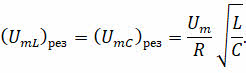 (U_{mL})_{рез} = (U_{mC})_{рез} = \frac{U_m}{R} \sqrt{\frac{L}{C}}.